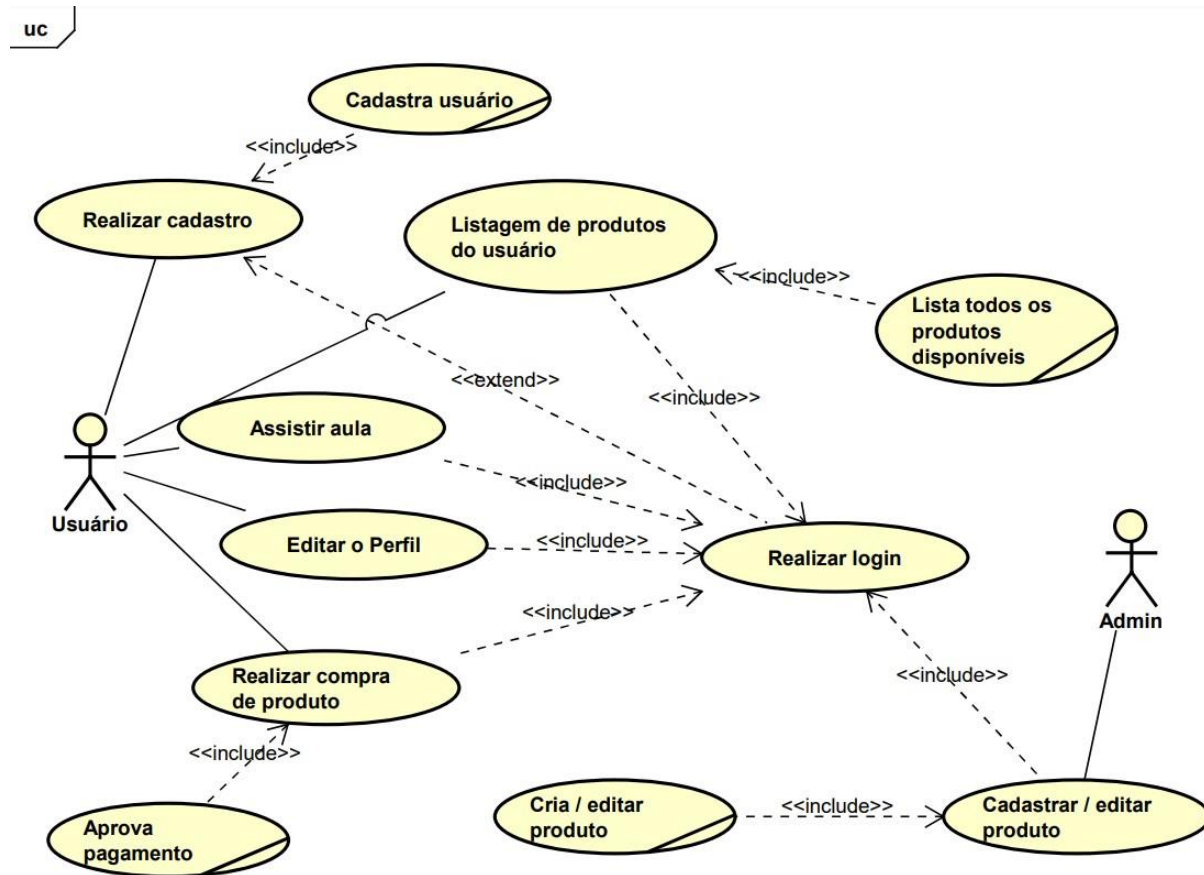 uc
Cadastra usuário
<<include>>
Realizar cadastro
Listagem de produtos
do usuário
<<include>>
Lista todos os
produtos
disponíveis
<<extend>>
<<include>>
Assistir aula
<<include>>
Usuário
Editar o Perfil
<<include>>
Realizar login
Admin
<<include>>
Realizar compra
de produto
<<include>>
<<include>>
Aprova
pagamento
Cria / editar
produto
<<include>>
Cadastrar / editar
produto